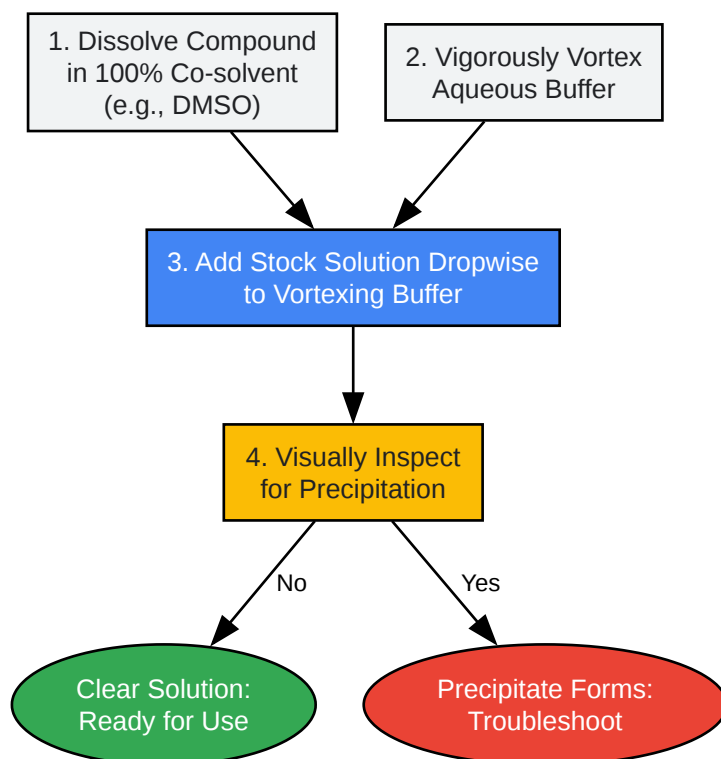 1. Dissolve Compound
in 100% Co-solvent
(e.g., DMSO)
2. Vigorously Vortex
Aqueous Buffer
3. Add Stock Solution Dropwise
to Vortexing Buffer
4. Visually Inspect
for Precipitation
No
Yes
Clear Solution:
Ready for Use
Precipitate Forms:
Troubleshoot